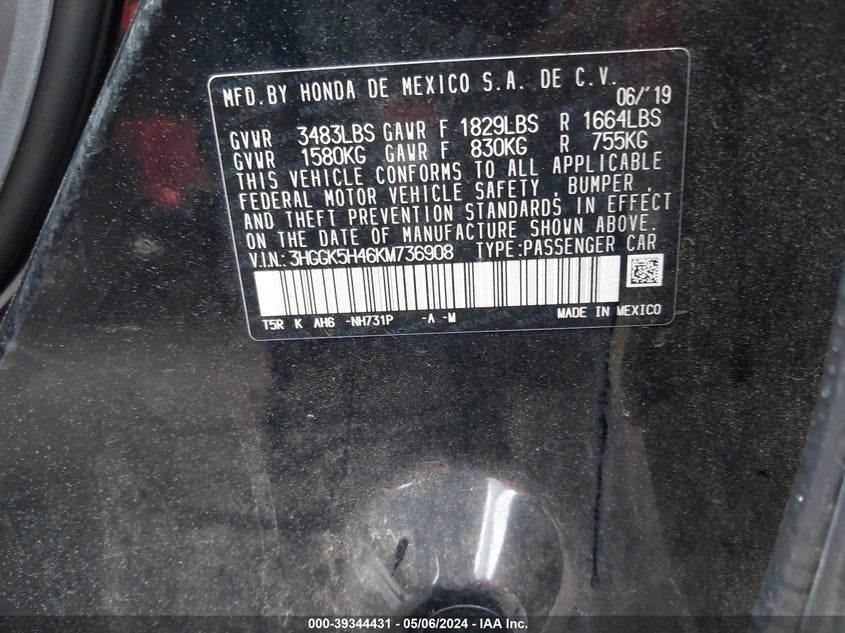 MFD.BY HONDA DE MEXICO S.A. DE C.V.
06/'19
GVWR 3483LBS GAWR F 1829LBS R 1664LBS
GVWR 1580KG GAWR F 830KG R 755KG
THIS VEHICLE CONFORMS TO ALL APPLICABLE
FEDERAL MOTOR VEHICLE SAFETY , BUMPER ,
AND THEFT PREVENTION STANDARDS IN EFFECT
ON THE DATE OF MANUFACTURE SHOWN ABOVE.
V.I.N.: 3HGGK5H46KM736908 TYPE:PASSENGER CAR
T5R K AH6 -NH731P -A -M MADE IN MEXICO
000-39344431 - 05/06/2024 - IAA Inc.